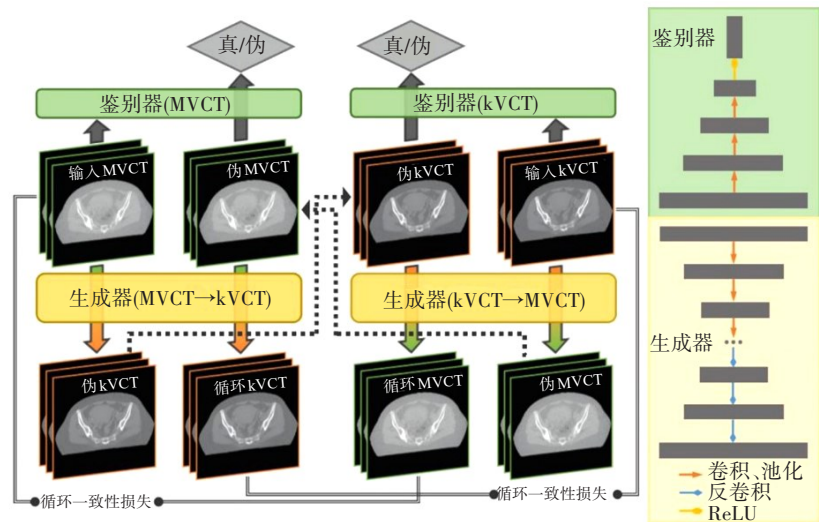 真/伪
真/伪
鉴别器(MVCT)
鉴别器(kVCT)
输入MVCT
伪MVCT
伪kVCT
输入kVCT
生成器(MVCT→kVCT)
生成器(kVCT→MVCT)
伪kVCT
循环kVCT
循环MVCT
伪MVCT
循环一致性损失
循环一致性损失
鉴别器
生成器
卷积、池化
反卷积
ReLU